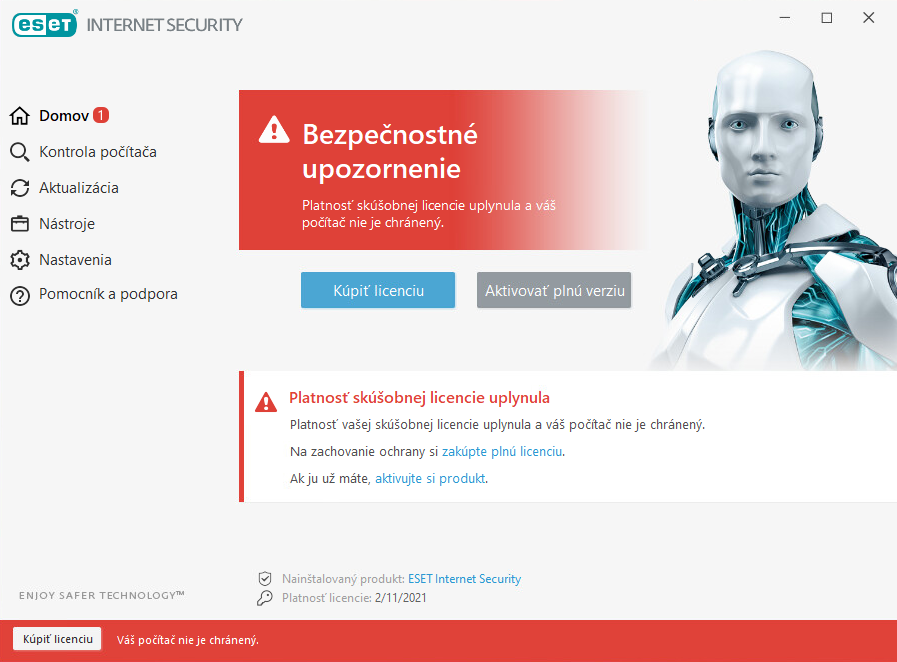 eseT® INTERNET SECURITY
Domov 1
Kontrola počítača
Aktualizácia
Nástroje
Nastavenia
Pomocník a podpora
Bezpečnostné
upozornenie
Platnosť skúšobnej licencie uplynula a váš
počítač nie je chránený.
Kúpiť licenciu
Aktivovať plnú verziu
Platnosť skúšobnej licencie uplynula
Platnosť vašej skúšobnej licencie uplynula a váš počítač nie je chránený.
Na zachovanie ochrany si zakúpte plnú licenciu.
Ak ju už máte, aktivujte si produkt.
Nainštalovaný produkt: ESET Internet Security
Platnosť licencie: 2/11/2021
ENJOY SAFER TECHNOLOGY™
Kúpiť licenciu
Váš počítač nie je chránený.